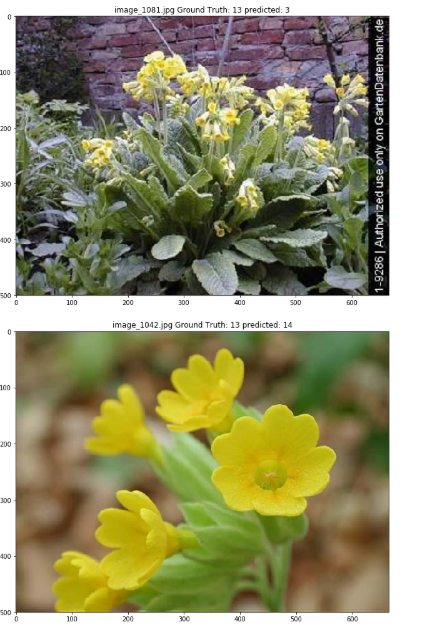 image_1081.jpg Ground Truth: 13 predicted: 3
0
100
200
300
400
500
0 100 200 300 400 500 600
1-9286 | Authorized use only on GartenDatenbank.de
image_1042.jpg Ground Truth: 13 predicted: 14
0
100
200
300
400
500
0 100 200 300 400 500 600